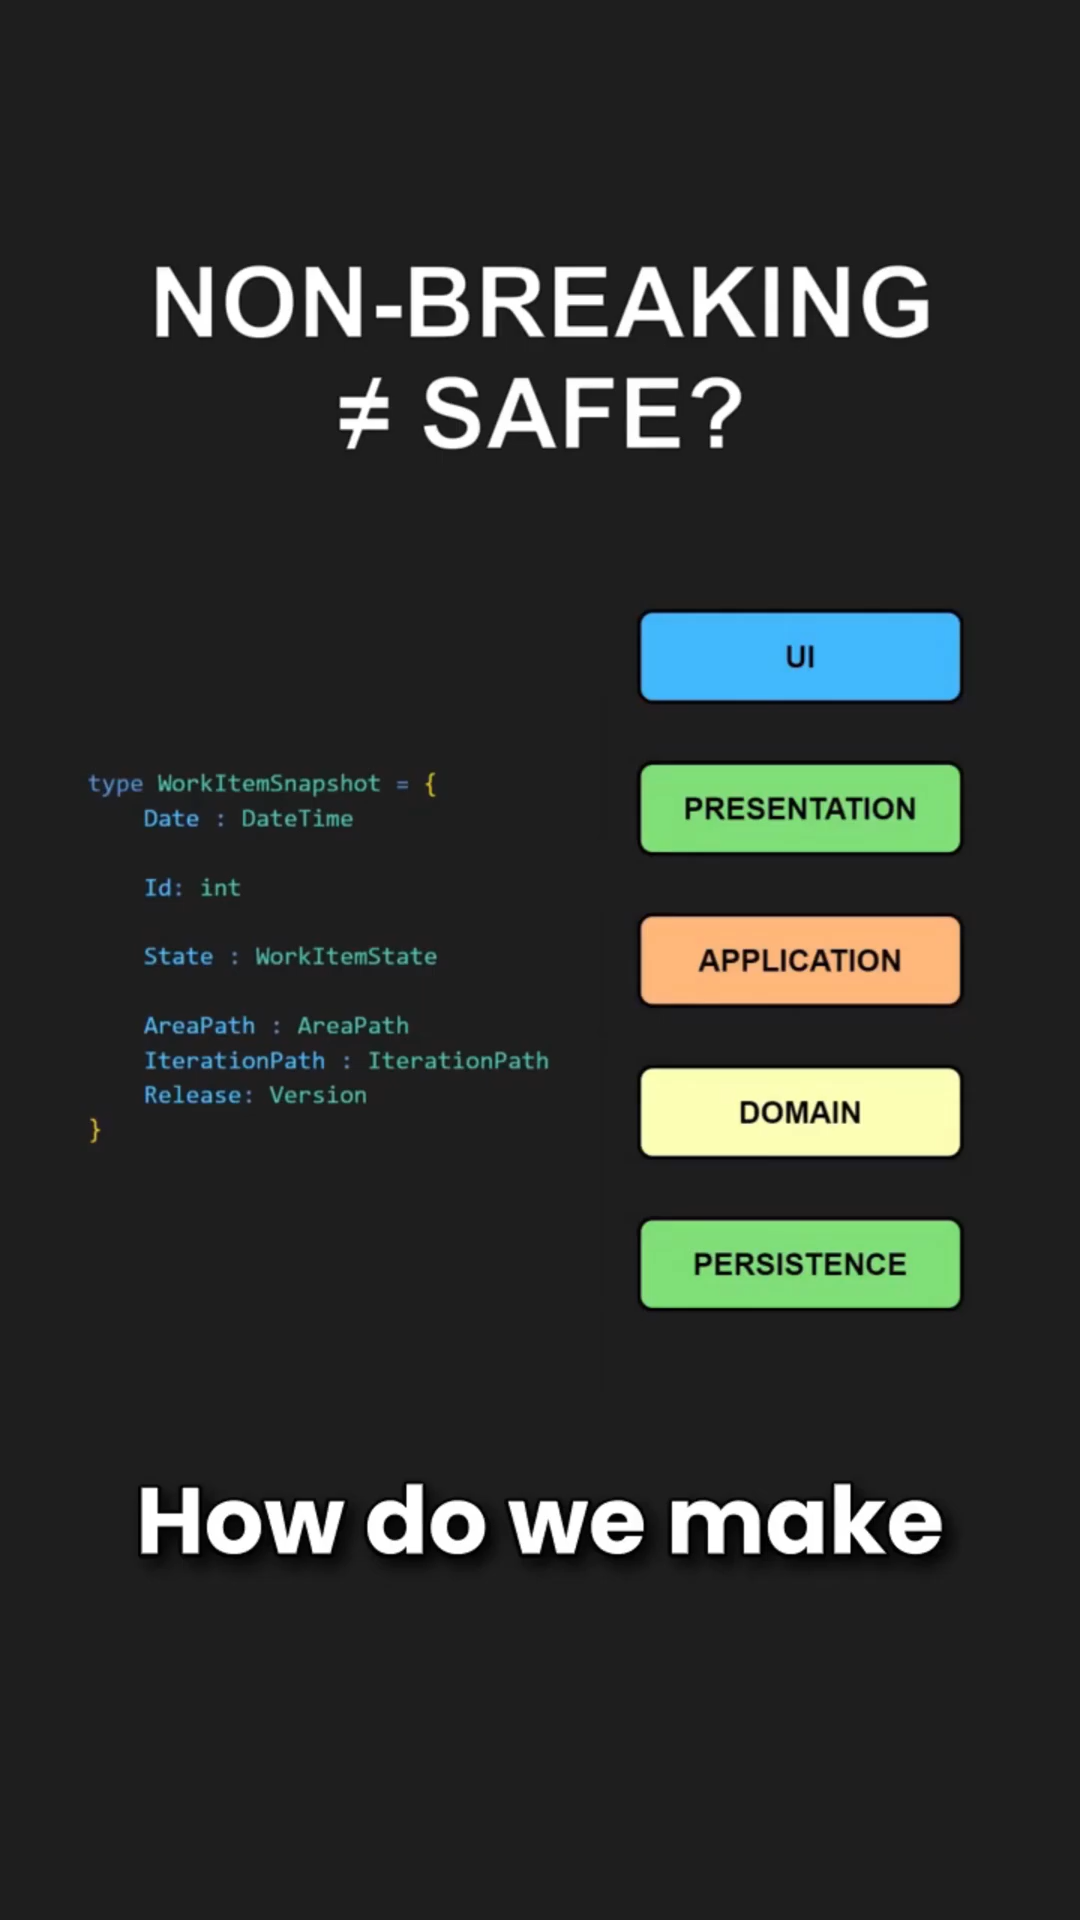 NON-BREAKING
≠ SAFE?
type WorkItemSnapshot = {
Date : DateTime
Id: int
State : WorkItemState
AreaPath : AreaPath
IterationPath : IterationPath
Release: Version
}
UI
PRESENTATION
APPLICATION
DOMAIN
PERSISTENCE
How do we make